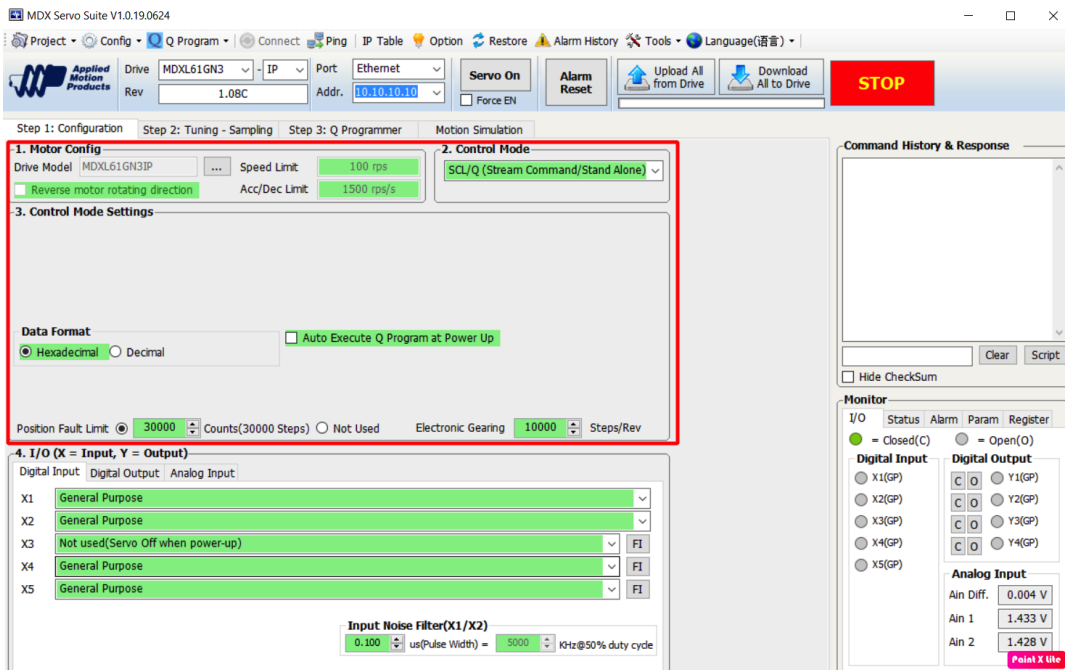 MDX Servo Suite V1.0.19.0624
Project Config Q Program Connect Ping IP Table Option Restore Alarm History Tools Language(语言)
Applied Motion Products
Drive MDXL61GN3 - IP Port Ethernet Servo On Alarm Reset Upload All from Drive Download All to Drive STOP
Rev 1.08C Addr. 10.10.10.10 Force EN
Step 1: Configuration Step 2: Tuning - Sampling Step 3: Q Programmer Motion Simulation
1. Motor Config
Drive Model MDXL61GN3IP ... Speed Limit 100 rps
Reverse motor rotating direction Acc/Dec Limit 1500 rps/s
2. Control Mode
SCL/Q (Stream Command/Stand Alone)
3. Control Mode Settings
Data Format
Hexadecimal Decimal
Auto Execute Q Program at Power Up
Position Fault Limit 30000 Counts(30000 Steps) Not Used Electronic Gearing 10000 Steps/Rev
4. I/O (X = Input, Y = Output)
Digital Input Digital Output Analog Input
X1 General Purpose
X2 General Purpose
X3 Not used(Servo Off when power-up) FI
X4 General Purpose FI
X5 General Purpose FI
Input Noise Filter(X1/X2)
0.100 us(Pulse Width) = 5000 KHz@50% duty cycle
Command History & Response
Clear Script
Hide CheckSum
Monitor
I/O Status Alarm Param Register
= Closed(C) = Open(O)
Digital Input
X1(GP)
X2(GP)
X3(GP)
X4(GP)
X5(GP)
Digital Output
C O Y1(GP)
C O Y2(GP)
C O Y3(GP)
C O Y4(GP)
Analog Input
Ain Diff. 0.004 V
Ain 1 1.433 V
Ain 2 1.428 V
Paint X Lite